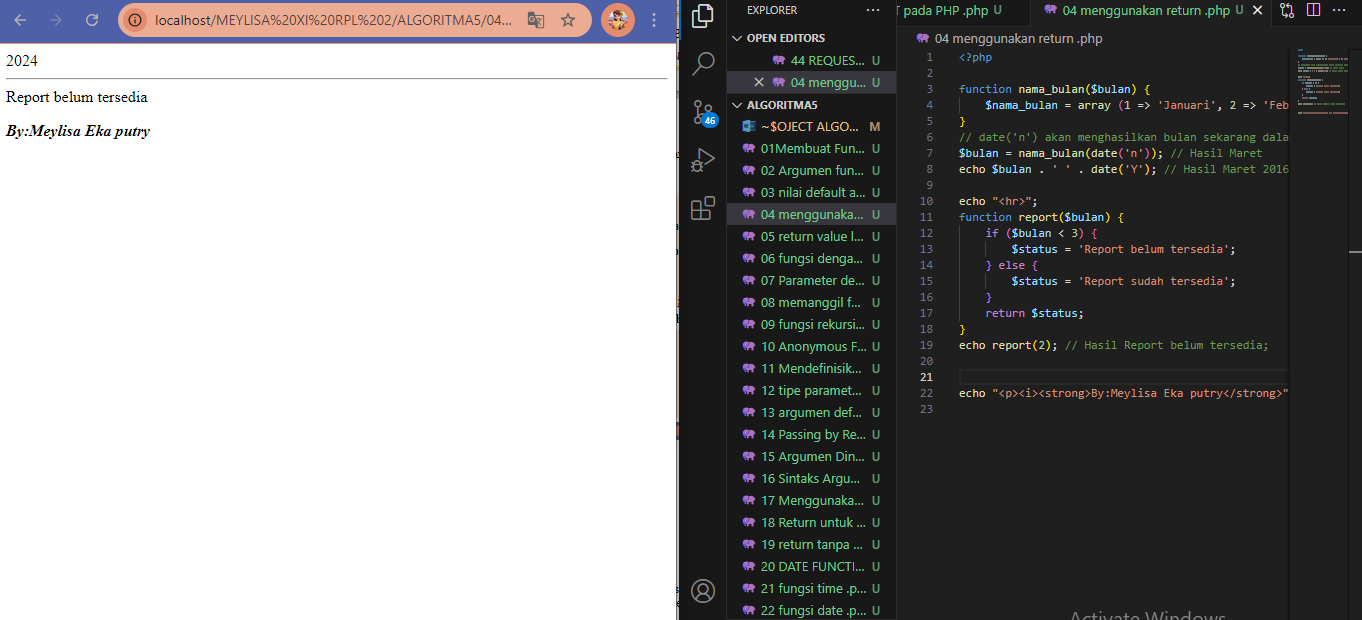 localhost/MEYLISA%20XI%20RPL%202/ALGORITMA5/04...
2024
Report belum tersedia
By:Meylisa Eka putry
EXPLORER
OPEN EDITORS
44 REQUES... U
04 menggu... U
ALGORITMA5
~$OJECT ALGO... M
01Membuat Fun... U
02 Argumen fun... U
03 nilai default a... U
04 menggunaka... U
05 return value l... U
06 fungsi denga... U
07 Parameter de... U
08 memanggil f... U
09 fungsi rekursi... U
10 Anonymous F... U
11 Mendefinisik... U
12 tipe paramet... U
13 argumen def... U
14 Passing by Re... U
15 Argumen Din... U
16 Sintaks Argu... U
17 Menggunaka... U
18 Return untuk ... U
19 return tanpa ... U
20 DATE FUNCTI... U
21 fungsi time .p... U
22 fungsi date .p... U
46
T pada PHP .php U
04 menggunakan return .php U
04 menggunakan return .php
1 <?php
2
3 function nama_bulan($bulan) {
4 $nama_bulan = array (1 => 'Januari', 2 => 'Feb
5 }
6 // date('n') akan menghasilkan bulan sekarang dala
7 $bulan = nama_bulan(date('n')); // Hasil Maret
8 echo $bulan . ' ' . date('Y'); // Hasil Maret 2016
9
10 echo "<hr>";
11 function report($bulan) {
12 if ($bulan < 3) {
13 $status = 'Report belum tersedia';
14 } else {
15 $status = 'Report sudah tersedia';
16 }
17 return $status;
18 }
19 echo report(2); // Hasil Report belum tersedia;
20
21
22 echo "<p><i><strong>By:Meylisa Eka putry</strong>"
23
Activate Windows